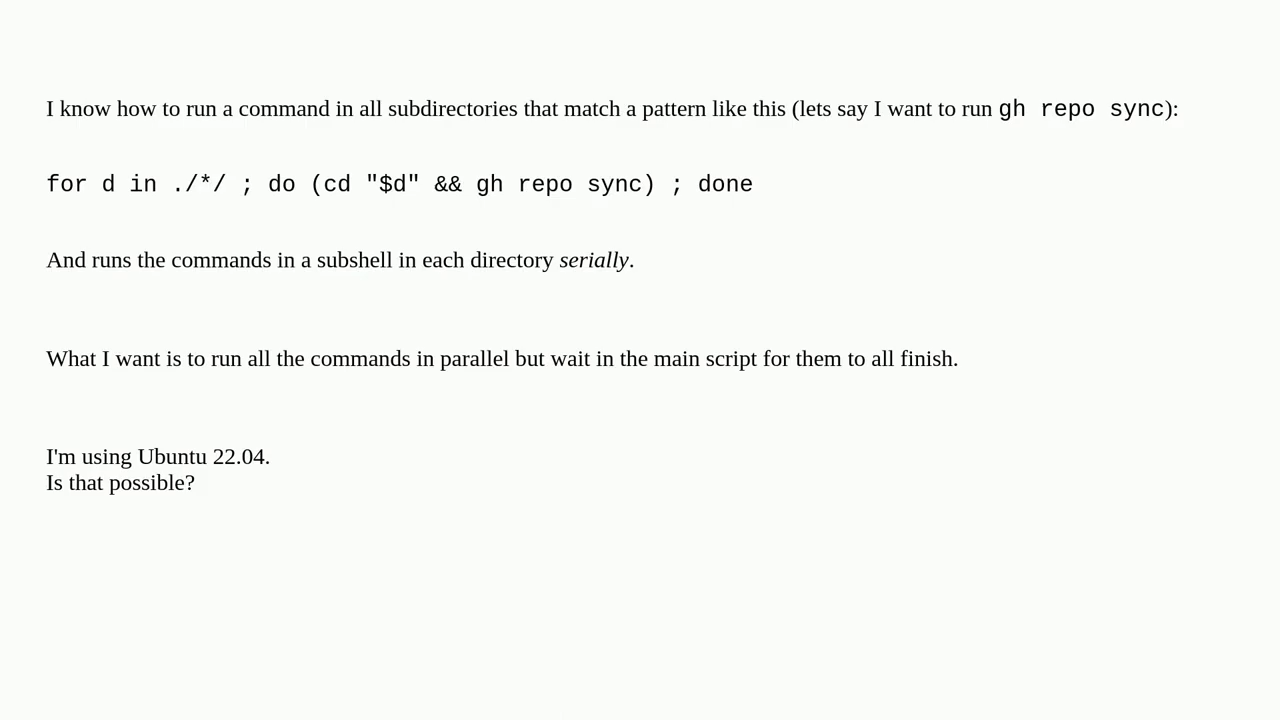 I know how to run a command in all subdirectories that match a pattern like this (lets say I want to run gh repo sync):
for d in ./*/ ; do (cd "$d" && gh repo sync) ; done
And runs the commands in a subshell in each directory serially.
What I want is to run all the commands in parallel but wait in the main script for them to all finish.
I'm using Ubuntu 22.04.
Is that possible?